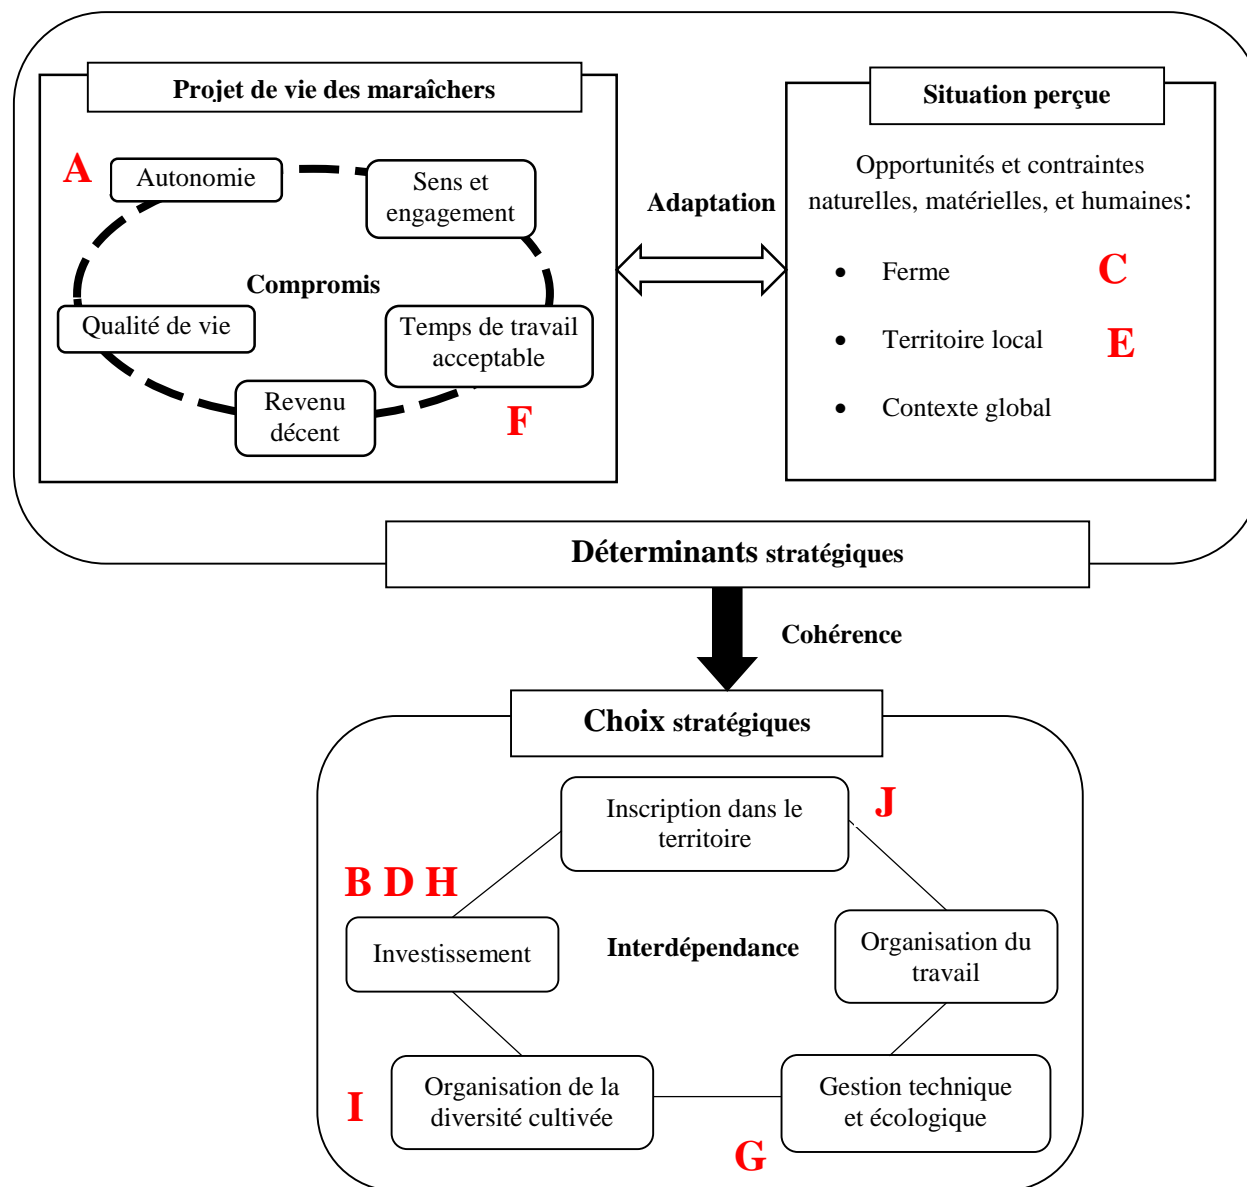 Projet de vie des maraîchers
A
Autonomie
Sens et
engagement
Compromis
Qualité de vie
Temps de travail
acceptable
Revenu
décent
F
Adaptation
Situation perçue
Opportunités et contraintes
naturelles, matérielles, et humaines:
• Ferme
C
• Territoire local
E
• Contexte global
Déterminants stratégiques
Cohérence
Choix stratégiques
Inscription dans le
territoire
J
B D H
Investissement
Interdépendance
Organisation du
travail
I
Organisation de la
diversité cultivée
Gestion technique
et écologique
G